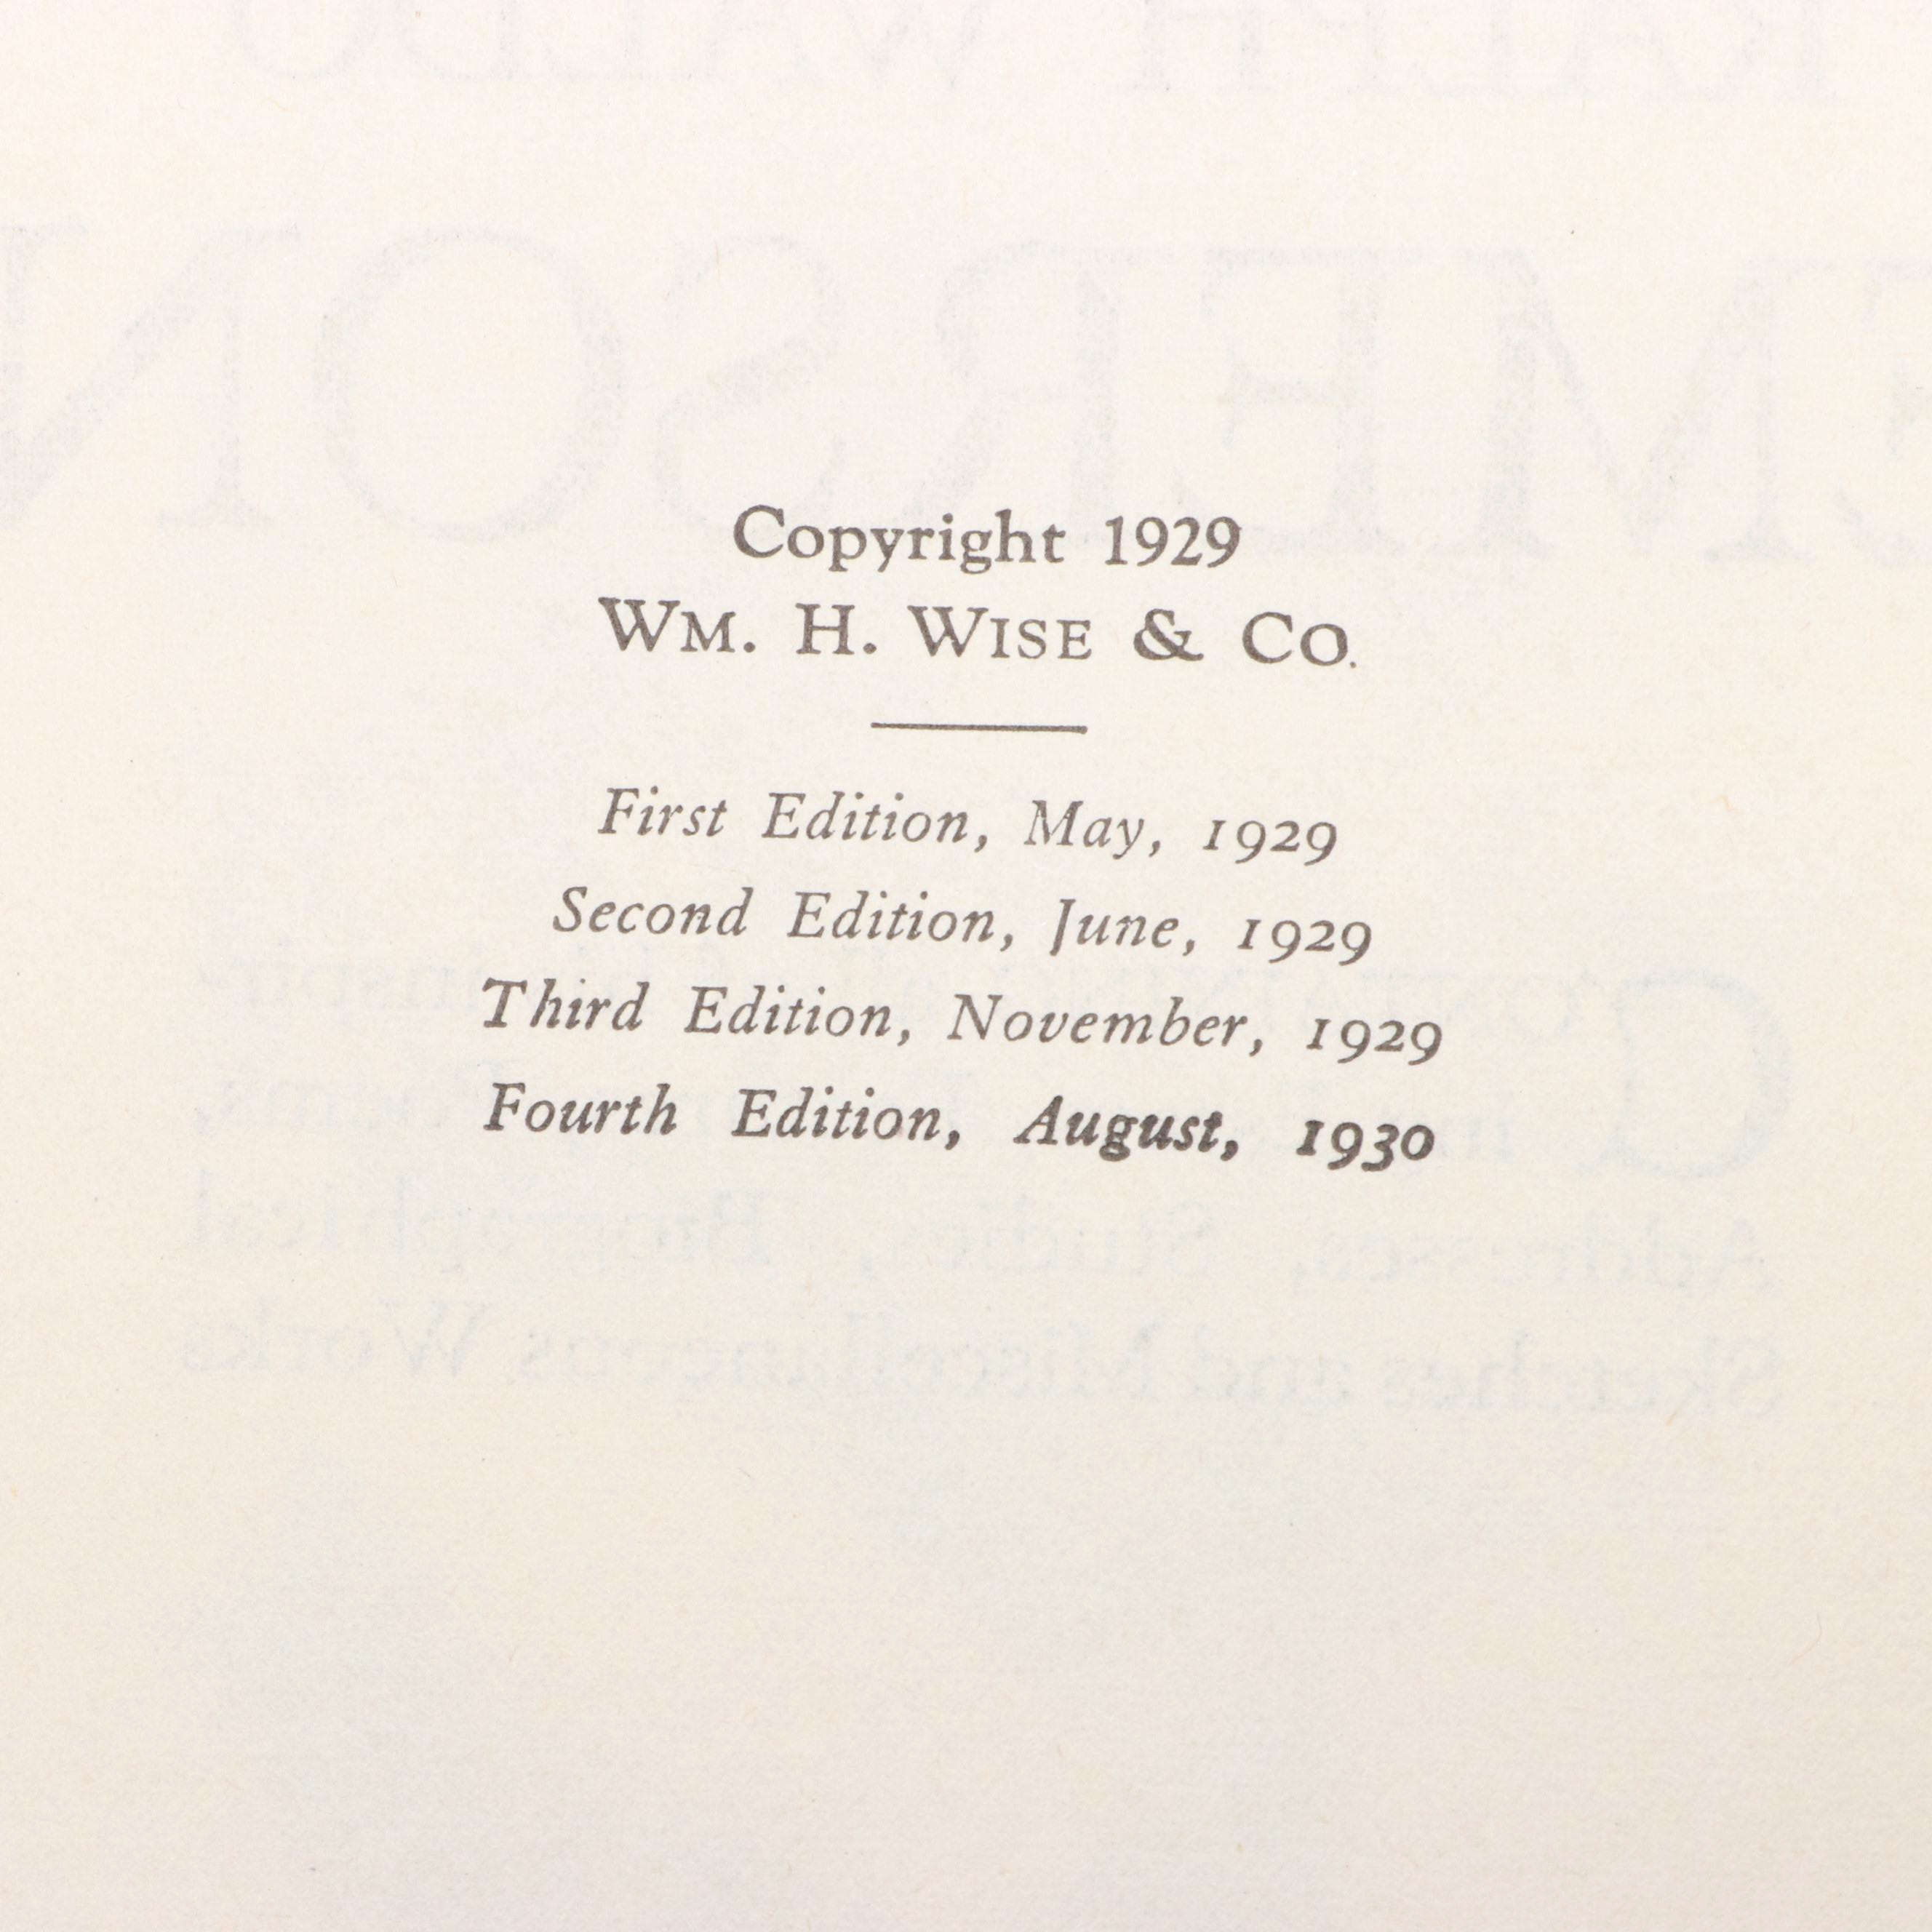 Copyright 1929
WM. H. WISE & CO.
First Edition, May, 1929
Second Edition, June, 1929
Third Edition, November, 1929
Fourth Edition, August, 1930